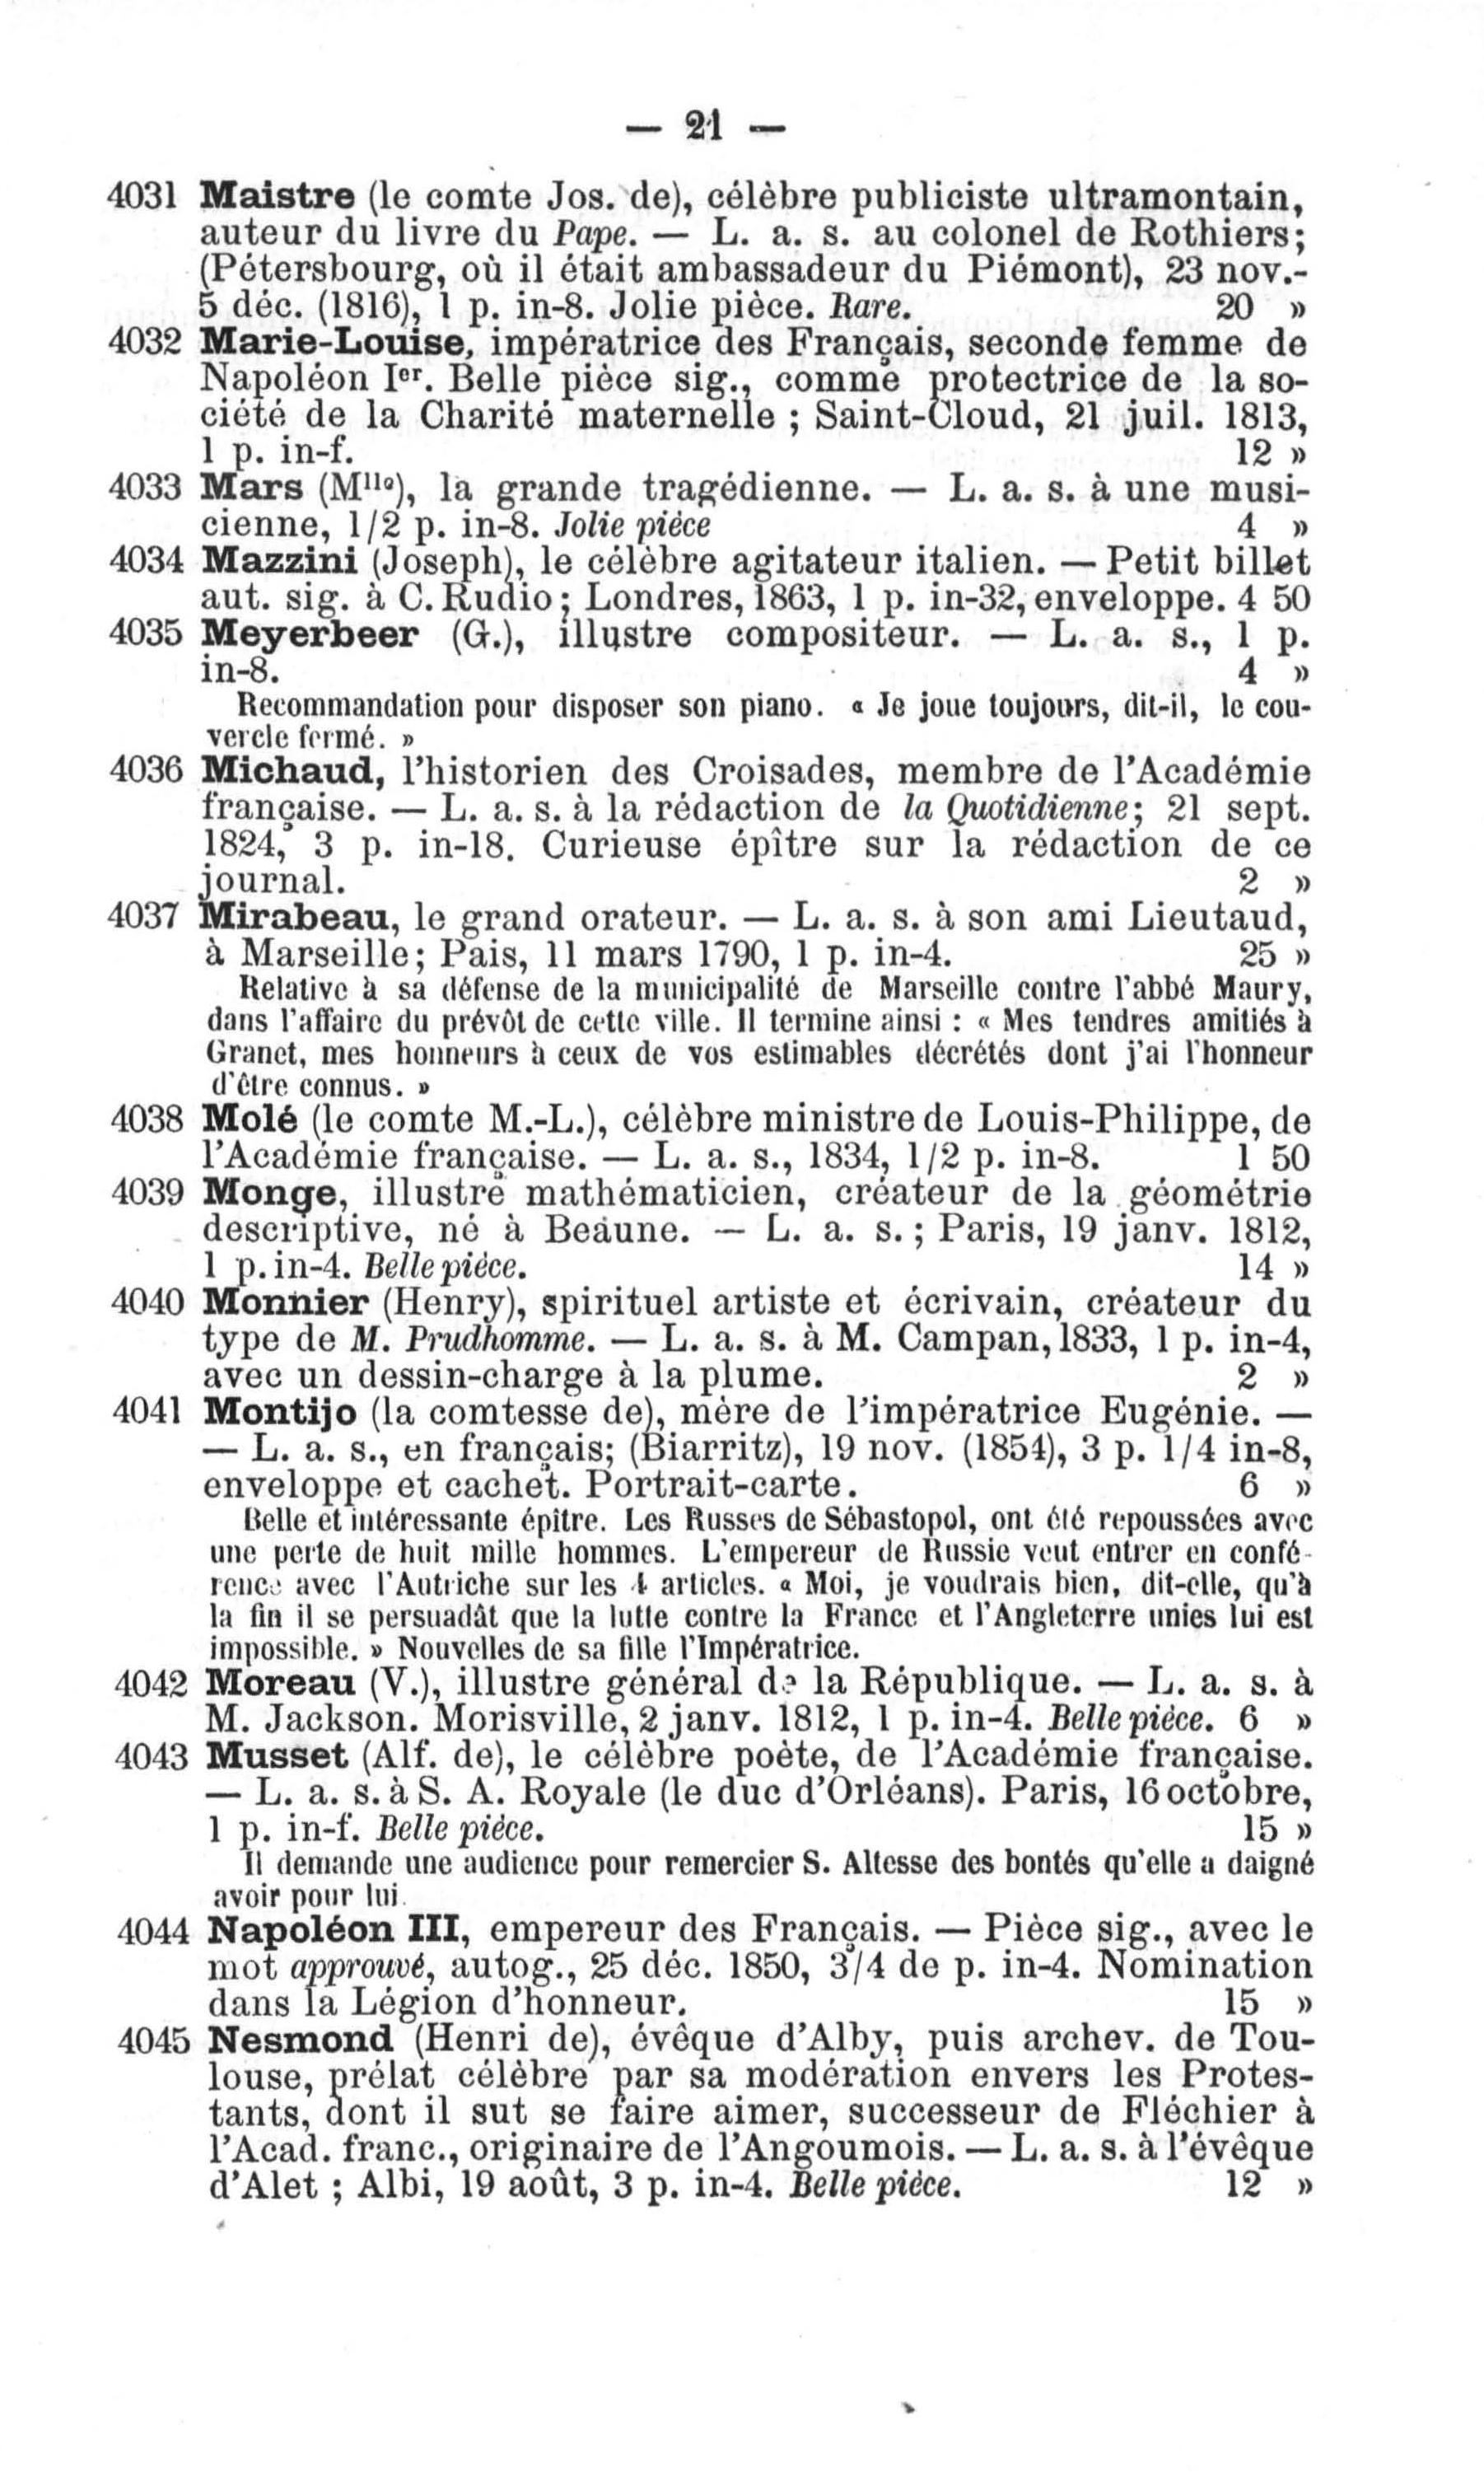 — 21 —
4031 Maistre (le comte Jos. de), célèbre publiciste ultramontain,
auteur du livre du Pape. — L. a. s. au colonel de Rothiers;
(Pétersbourg, où il était ambassadeur du Piémont), 23 nov.-
5 déc. (1816), 1 p. in-8. Jolie pièce. Rare. 20 »
4032 Marie-Louise, impératrice des Français, seconde femme de
Napoléon Ier. Belle pièce sig., comme protectrice de la so-
ciété de la Charité maternelle ; Saint-Cloud, 21 juil. 1813,
1 p. in-f. 12 »
4033 Mars (Mlle), la grande tragédienne. — L. a. s. à une musi-
cienne, 1/2 p. in-8. Jolie pièce 4 »
4034 Mazzini (Joseph), le célèbre agitateur italien. — Petit billet
aut. sig. à C. Rudio ; Londres, 1863, 1 p. in-32, enveloppe. 4 50
4035 Meyerbeer (G.), illustre compositeur. — L. a. s., 1 p.
in-8. 4 »
Recommandation pour disposer son piano. « Je joue toujours, dit-il, le cou-
vercle fermé. »
4036 Michaud, l'historien des Croisades, membre de l'Académie
française. — L. a. s. à la rédaction de la Quotidienne; 21 sept.
1824, 3 p. in-18. Curieuse épître sur la rédaction de ce
journal. 2 »
4037 Mirabeau, le grand orateur. — L. a. s. à son ami Lieutaud,
à Marseille; Pais, 11 mars 1790, 1 p. in-4. 25 »
Relative à sa défense de la municipalité de Marseille contre l'abbé Maury,
dans l'affaire du prévôt de cette ville. Il termine ainsi : « Mes tendres amitiés à
Granet, mes honneurs à ceux de vos estimables décrétés dont j'ai l'honneur
d'être connus. »
4038 Molé (le comte M.-L.), célèbre ministre de Louis-Philippe, de
l'Académie française. — L. a. s., 1834, 1/2 p. in-8. 1 50
4039 Monge, illustre mathématicien, créateur de la géométrie
descriptive, né à Beaune. — L. a. s. ; Paris, 19 janv. 1812,
1 p. in-4. Belle pièce. 14 »
4040 Monnier (Henry), spirituel artiste et écrivain, créateur du
type de M. Prudhomme. — L. a. s. à M. Campan, 1833, 1 p. in-4,
avec un dessin-charge à la plume. 2 »
4041 Montijo (la comtesse de), mère de l'impératrice Eugénie. —
— L. a. s., en français; (Biarritz), 19 nov. (1854), 3 p. 1/4 in-8,
enveloppe et cachet. Portrait-carte. 6 »
Belle et intéressante épître. Les Russes de Sébastopol, ont été repoussées avec
une perte de huit mille hommes. L'empereur de Russie veut entrer en confé-
rence avec l'Autriche sur les 4 articles. « Moi, je voudrais bien, dit-elle, qu'à
la fin il se persuadât que la lutte contre la France et l'Angleterre unies lui est
impossible. » Nouvelles de sa fille l'Impératrice.
4042 Moreau (V.), illustre général de la République. — L. a. s. à
M. Jackson. Morisville, 2 janv. 1812, 1 p. in-4. Belle pièce. 6 »
4043 Musset (Alf. de), le célèbre poète, de l'Académie française.
— L. a. s. à S. A. Royale (le duc d'Orléans). Paris, 16 octobre,
1 p. in-f. Belle pièce. 15 »
Il demande une audience pour remercier S. Altesse des bontés qu'elle a daigné
avoir pour lui.
4044 Napoléon III, empereur des Français. — Pièce sig., avec le
mot approuvé, autog., 25 déc. 1850, 3/4 de p. in-4. Nomination
dans la Légion d'honneur. 15 »
4045 Nesmond (Henri de), évêque d'Alby, puis archev. de Tou-
louse, prélat célèbre par sa modération envers les Protes-
tants, dont il sut se faire aimer, successeur de Fléchier à
l'Acad. franc., originaire de l'Angoumois. — L. a. s. à l'évêque
d'Alet ; Albi, 19 août, 3 p. in-4. Belle pièce. 12 »